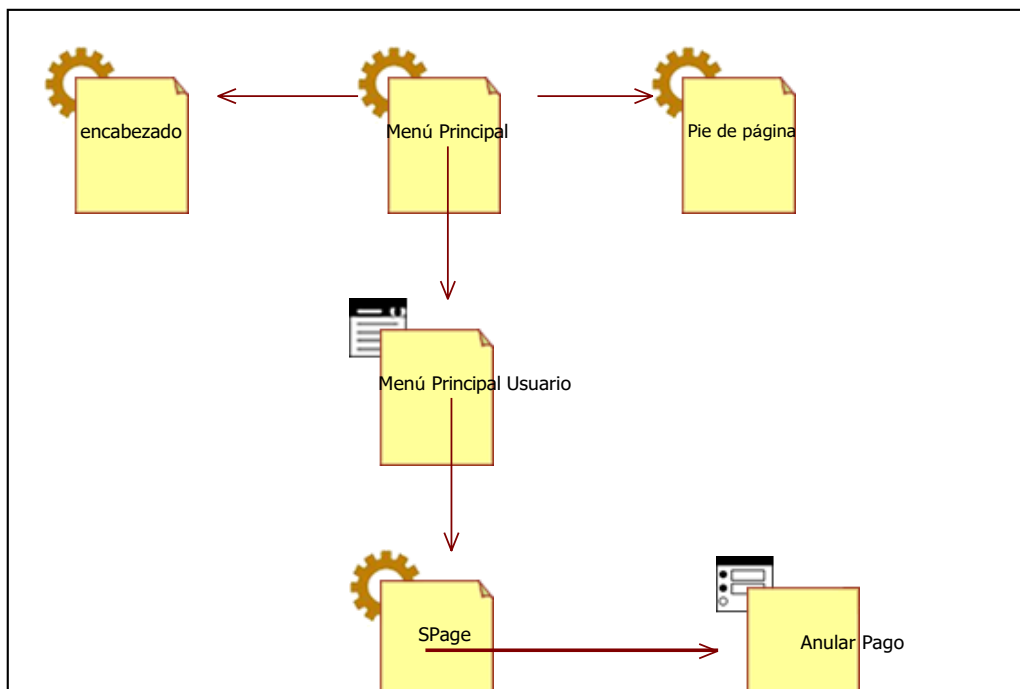 encabezado
Menú Principal
Pie de página
Menú Principal Usuario
SPage
Anular Pago